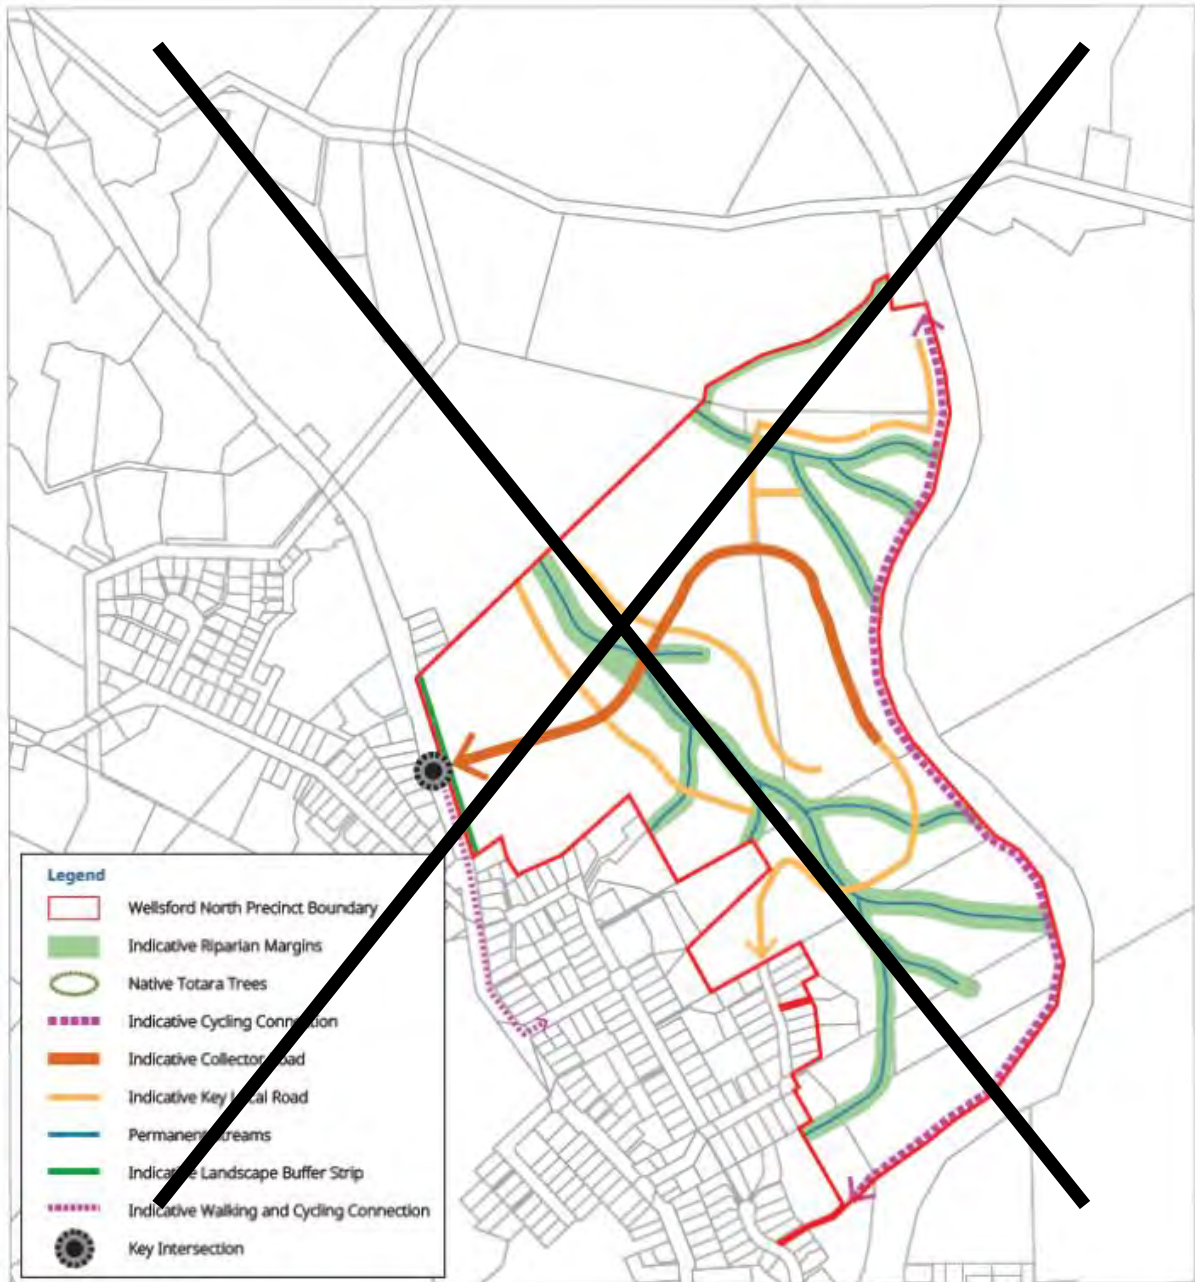 Legend
Wellsford North Precinct Boundary
Indicative Riparian Margins
Native Totara Trees
Indicative Cycling Connection
Indicative Collector Road
Indicative Key Local Road
Permanent Streams
Indicative Landscape Buffer Strip
Indicative Walking and Cycling Connection
Key Intersection